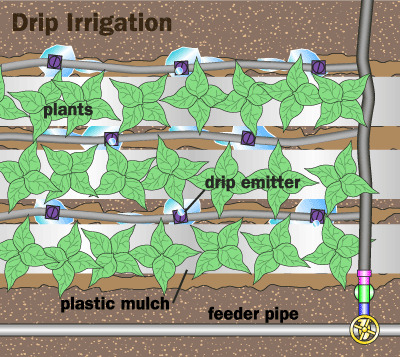 Drip Irrigation
plants
drip emitter
plastic mulch
feeder pipe